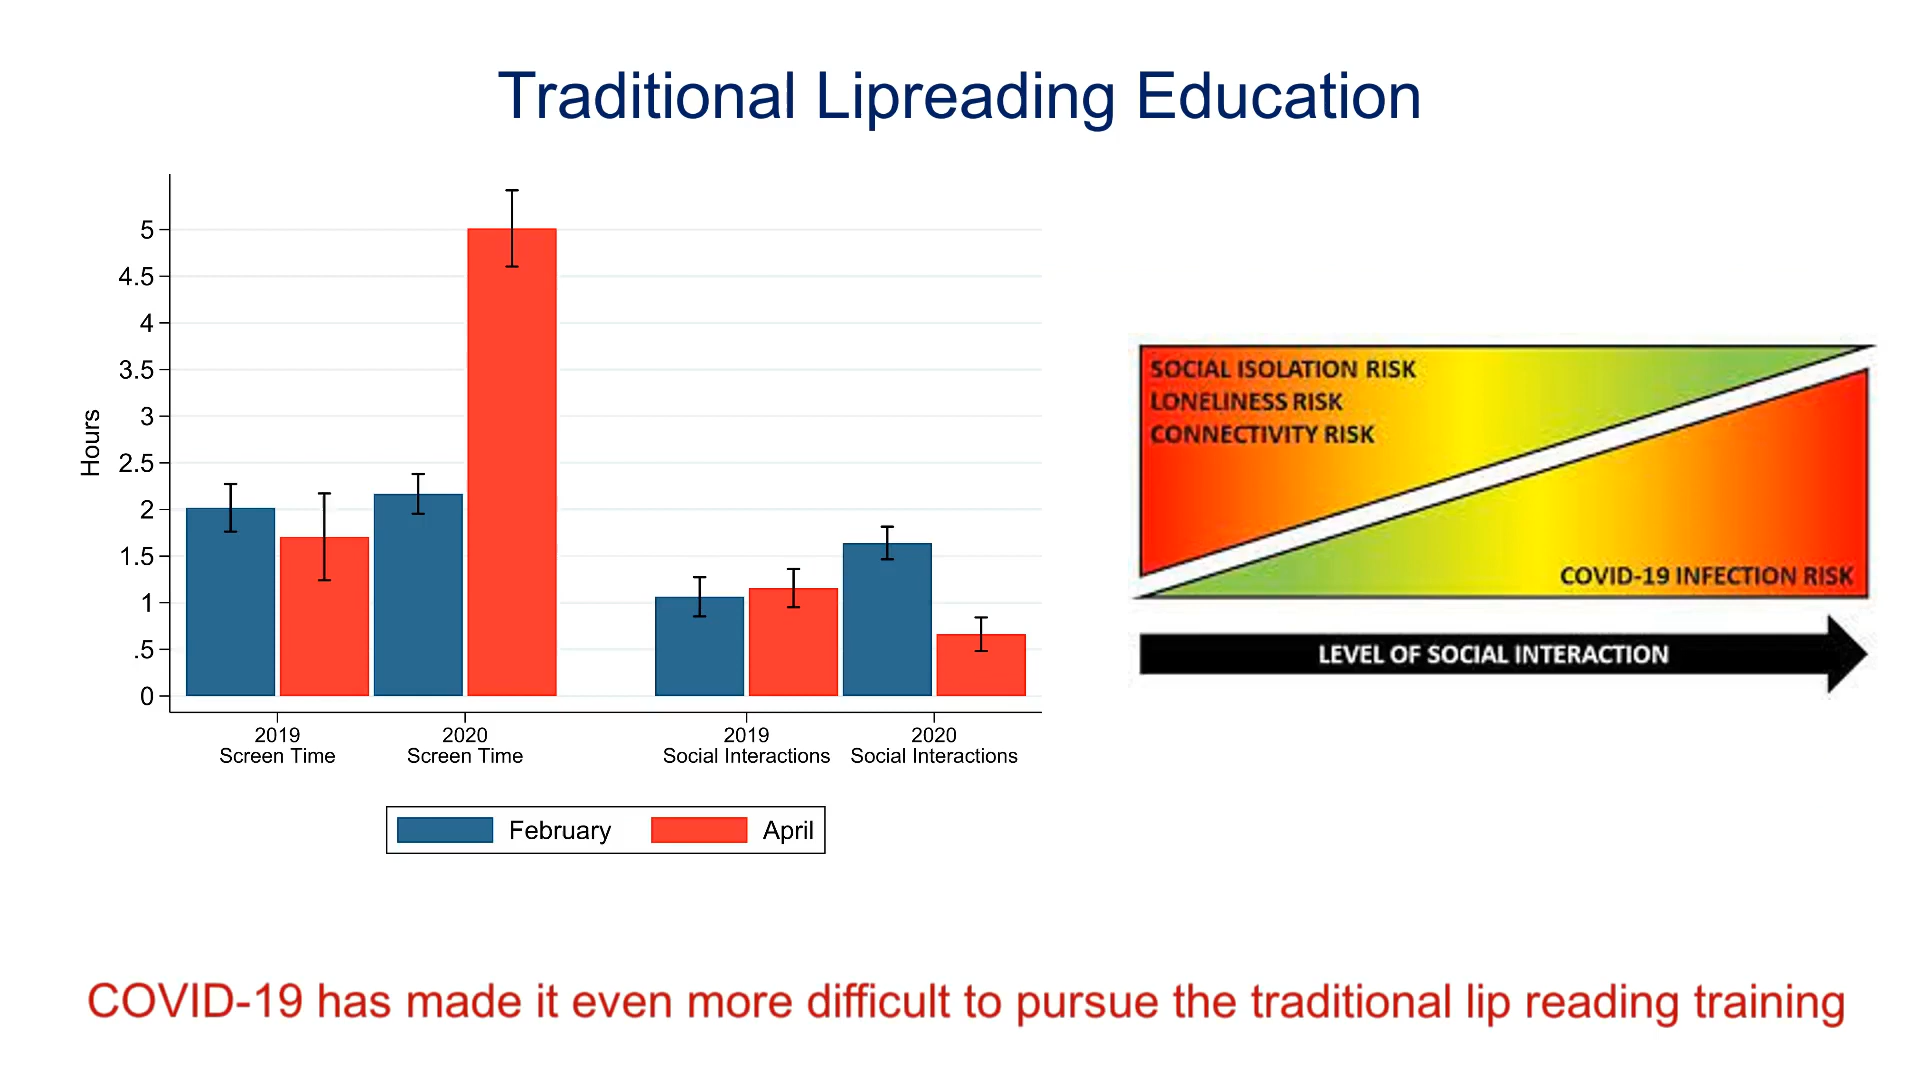 Traditional Lipreading Education
Hours
5
4.5
4
3.5
3
2.5
2
1.5
1
.5
0
2019
Screen Time
2020
Screen Time
2019
Social Interactions
2020
Social Interactions
February
April
SOCIAL ISOLATION RISK
LONELINESS RISK
CONNECTIVITY RISK
COVID-19 INFECTION RISK
LEVEL OF SOCIAL INTERACTION
COVID-19 has made it even more difficult to pursue the traditional lip reading training